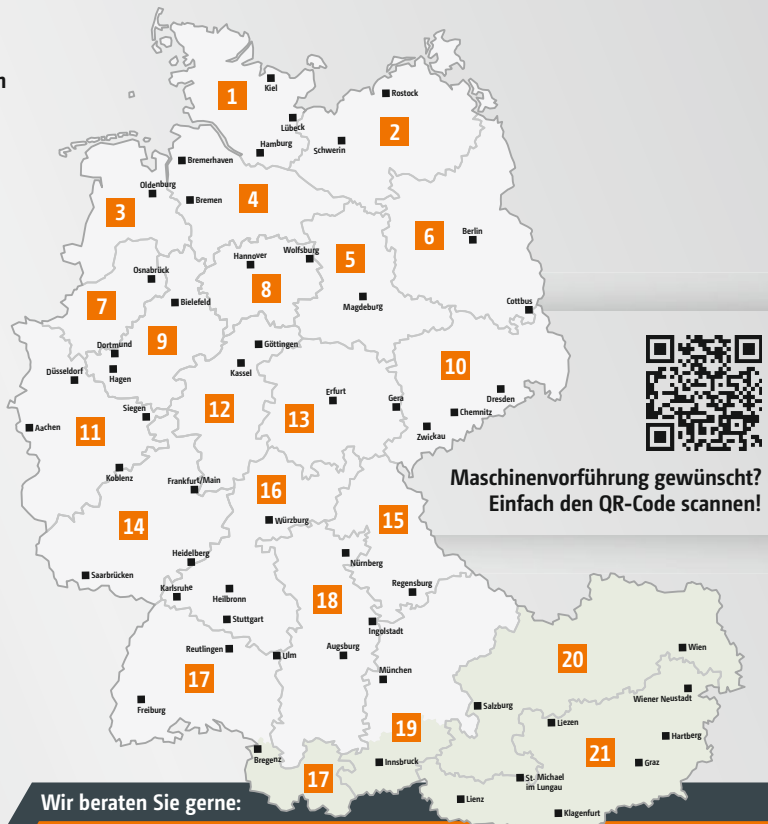 n
Kiel
1
Rostock
Lübeck
2
Hamburg
Schwerin
Bremerhaven
Oldenburg
Bremen
4
3
6
Berlin
Hannover
Wolfsburg
5
Osnabrück
8
7
Bielefeld
Magdeburg
Cottbus
9
Dortmund
Göttingen
10
Düsseldorf
Hagen
Kassel
Erfurt
Gera
Dresden
12
13
Siegen
Chemnitz
Aachen
11
Zwickau
Koblenz
Frankfurt/Main
16
Maschinenvorführung gewünscht?
Einfach den QR-Code scannen!
14
Würzburg
15
Heidelberg
Nürnberg
Saarbrücken
Karlsruhe
Heilbronn
Regensburg
18
Stuttgart
Ingolstadt
Reutlingen
Ulm
Augsburg
20
Wien
17
München
Wiener Neustadt
Freiburg
Salzburg
19
Liezen
Hartberg
21
Bregenz
Innsbruck
Graz
17
St. Michael
im Lungau
Lienz
Klagenfurt
Wir beraten Sie gerne: